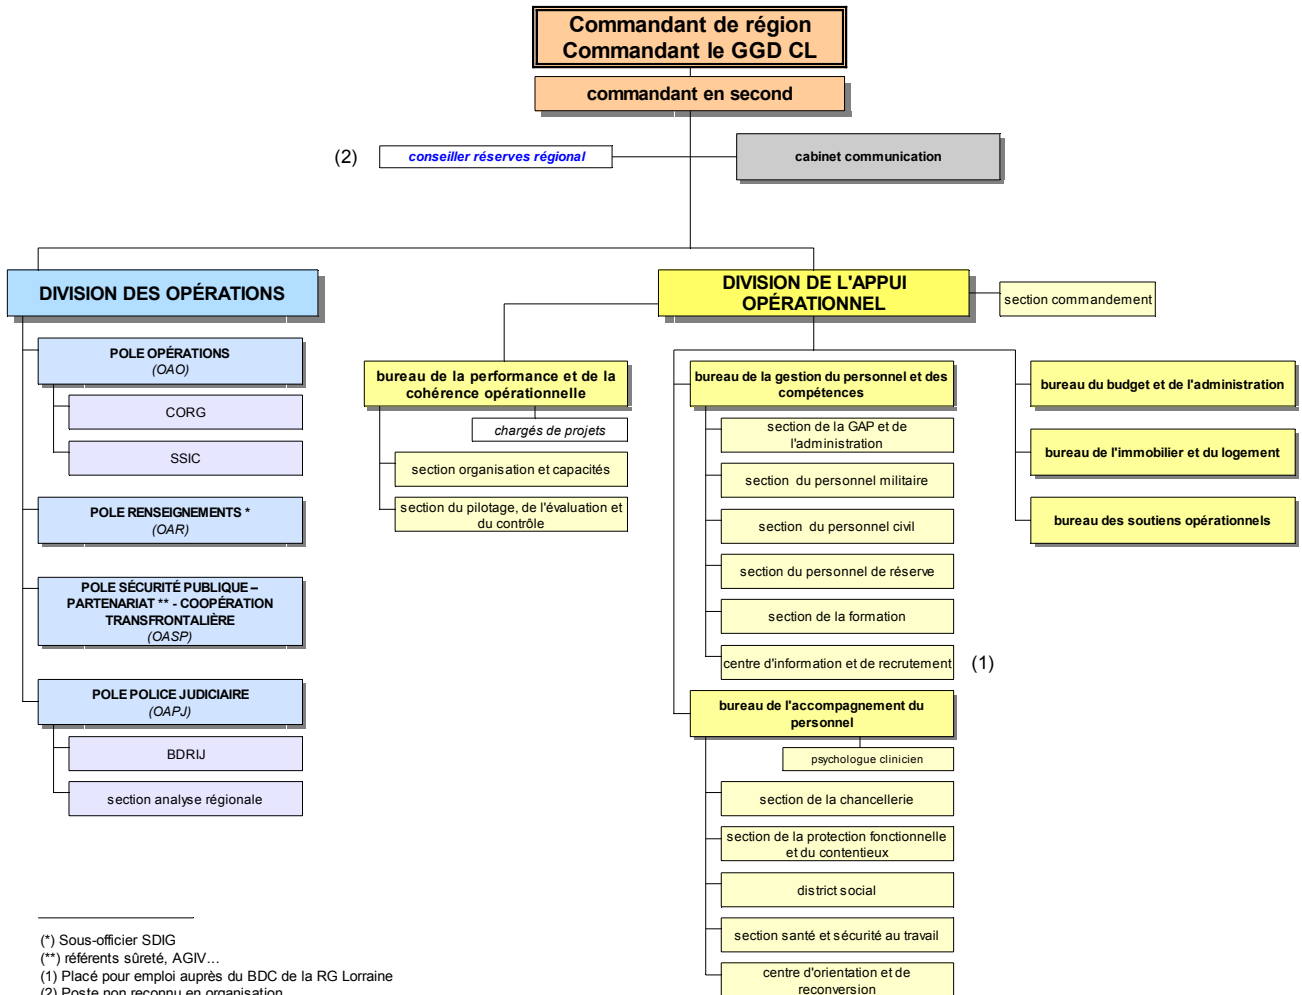 Commandant de région
Commandant le GGD CL
commandant en second
(2)
conseiller réserves régional
cabinet communication
DIVISION DES OPÉRATIONS
POLE OPÉRATIONS
(OAO)
CORG
SSIC
POLE RENSEIGNEMENTS *
(OAR)
POLE SÉCURITÉ PUBLIQUE –
PARTENARIAT ** - COOPÉRATION
TRANSFRONTALIÈRE
(OASP)
POLE POLICE JUDICIAIRE
(OAPJ)
BDRIJ
section analyse régionale
DIVISION DE L'APPUI
OPÉRATIONNEL
section commandement
bureau de la performance et de la
cohérence opérationnelle
chargés de projets
section organisation et capacités
section du pilotage, de l'évaluation et
du contrôle
bureau de la gestion du personnel et des
compétences
section de la GAP et de
l'administration
section du personnel militaire
section du personnel civil
section du personnel de réserve
section de la formation
centre d'information et de recrutement
(1)
bureau de l'accompagnement du
personnel
psychologue clinicien
section de la chancellerie
section de la protection fonctionnelle
et du contentieux
district social
section santé et sécurité au travail
centre d'orientation et de
reconversion
bureau du budget et de l'administration
bureau de l'immobilier et du logement
bureau des soutiens opérationnels
(*) Sous-officier SDIG
(**) référents sûreté, AGIV...
(1) Placé pour emploi auprès du BDC de la RG Lorraine
(2) Poste non reconnu en organisation